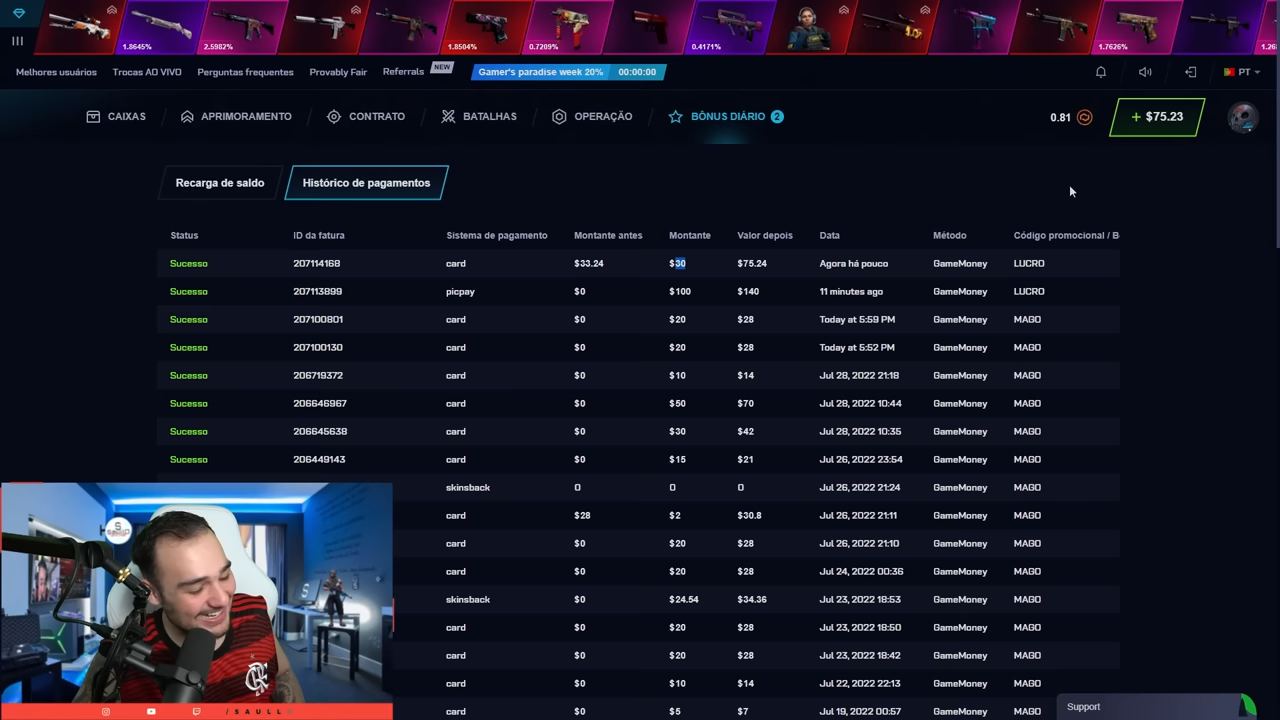 1.8645%
2.5982%
1.8504%
0.7209%
0.4171%
1.7626%
1.26
Melhores usuários Trocas AO VIVO Perguntas frequentes Provably Fair Referrals NEW Gamer's paradise week 20% 00:00:00 PT
CAIXAS APRIMORAMENTO CONTRATO BATALHAS OPERAÇÃO BÔNUS DIÁRIO 2 0.81 + $75.23
Recarga de saldo Histórico de pagamentos
Status ID da fatura Sistema de pagamento Montante antes Montante Valor depois Data Método Código promocional / B
Sucesso 207114168 card $33.24 $30 $75.24 Agora há pouco GameMoney LUCRO
Sucesso 207113899 picpay $0 $100 $140 11 minutes ago GameMoney LUCRO
Sucesso 207100801 card $0 $20 $28 Today at 5:59 PM GameMoney MAGO
Sucesso 207100130 card $0 $20 $28 Today at 5:52 PM GameMoney MAGO
Sucesso 206719372 card $0 $10 $14 Jul 28, 2022 21:18 GameMoney MAGO
Sucesso 206646967 card $0 $50 $70 Jul 28, 2022 10:44 GameMoney MAGO
Sucesso 206645638 card $0 $30 $42 Jul 28, 2022 10:35 GameMoney MAGO
Sucesso 206449143 card $0 $15 $21 Jul 26, 2022 23:54 GameMoney MAGO
skinsback 0 0 0 Jul 26, 2022 21:24 GameMoney MAGO
card $28 $2 $30.8 Jul 26, 2022 21:11 GameMoney MAGO
card $0 $20 $28 Jul 26, 2022 21:10 GameMoney MAGO
card $0 $20 $28 Jul 24, 2022 00:36 GameMoney MAGO
skinsback $0 $24.54 $34.36 Jul 23, 2022 18:53 GameMoney MAGO
card $0 $20 $28 Jul 23, 2022 18:50 GameMoney MAGO
card $0 $20 $28 Jul 23, 2022 18:42 GameMoney MAGO
card $0 $10 $14 Jul 22, 2022 22:13 GameMoney MAGO
card $0 $5 $7 Jul 19, 2022 00:57 GameMoney MAGO
/ S A U L L
Support